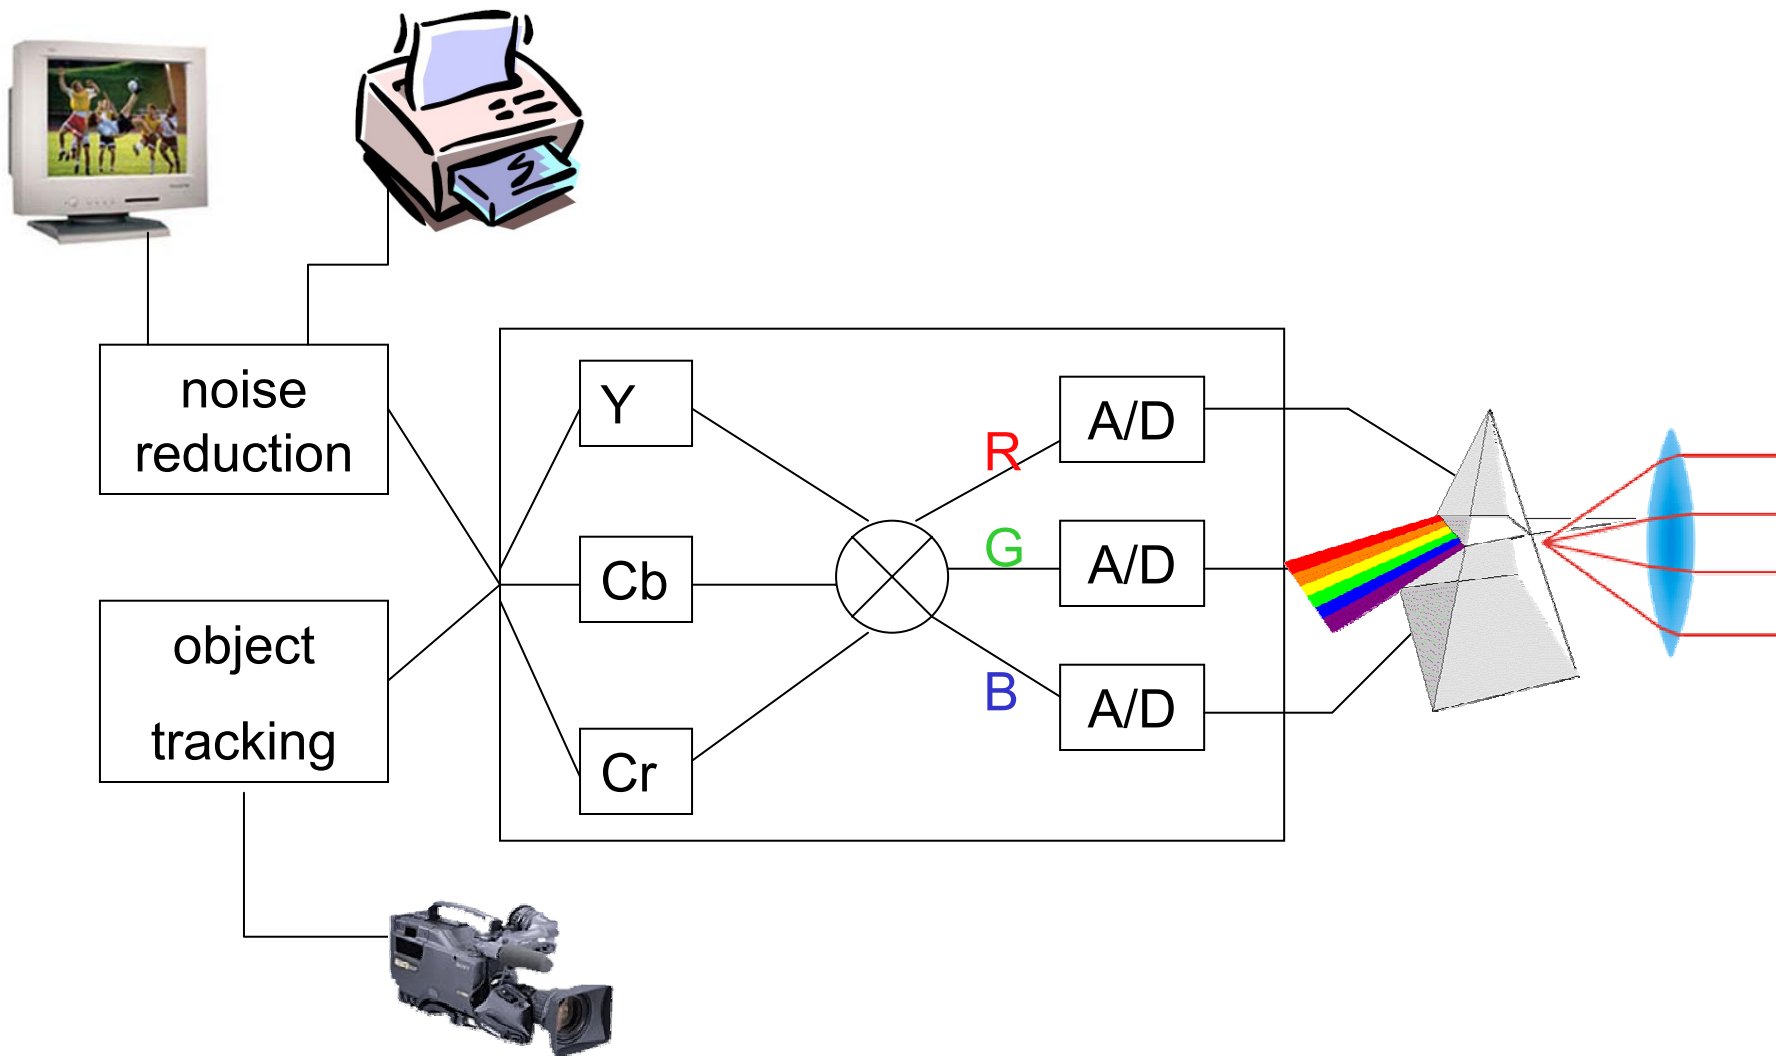 noise
reduction
object
tracking
Y
Cb
Cr
R
G
B
A/D
A/D
A/D